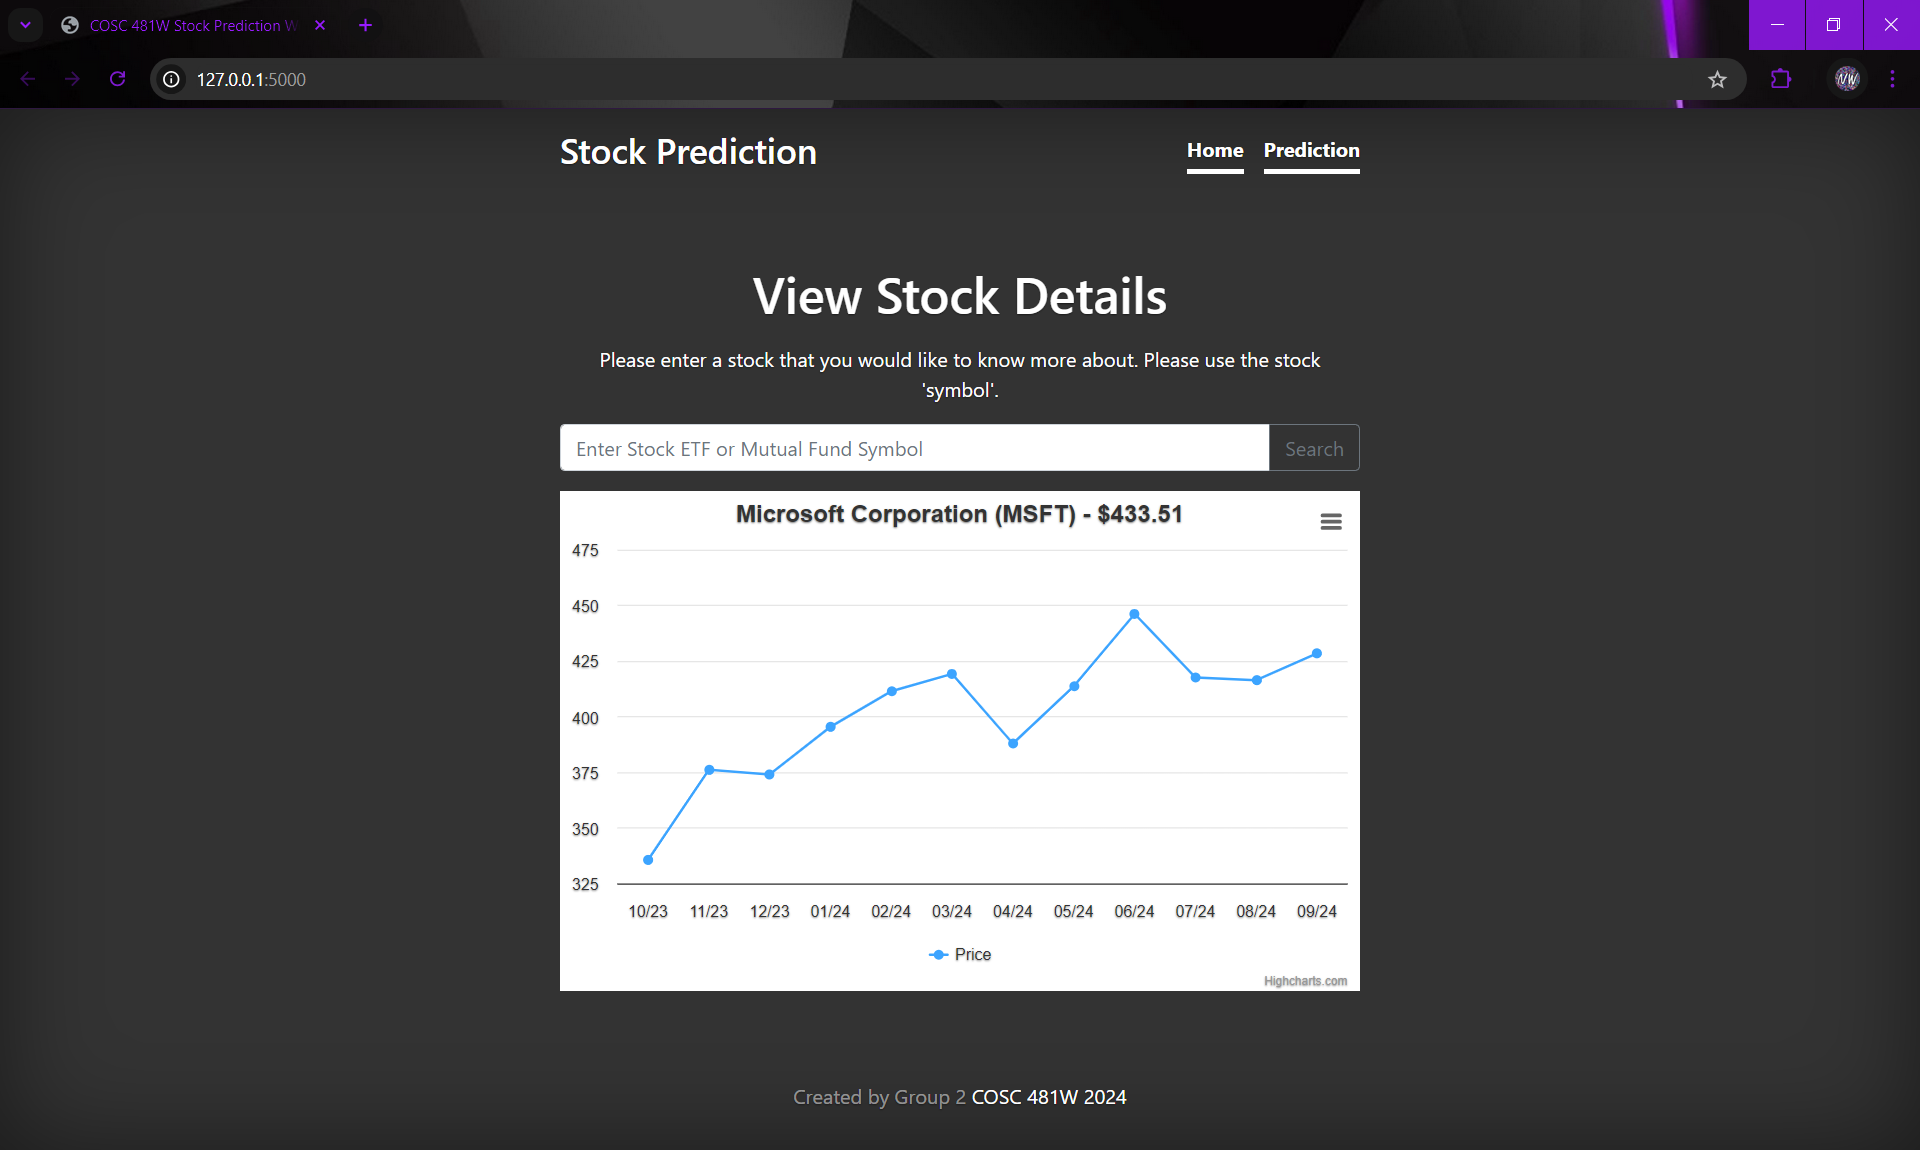 COSC 481W Stock Prediction W
127.0.0.1:5000
NW
Stock Prediction
Home Prediction
View Stock Details
Please enter a stock that you would like to know more about. Please use the stock
'symbol'.
Enter Stock ETF or Mutual Fund Symbol Search
Microsoft Corporation (MSFT) - $433.51
475
450
425
400
375
350
325
10/23 11/23 12/23 01/24 02/24 03/24 04/24 05/24 06/24 07/24 08/24 09/24
Price
Highcharts.com
Created by Group 2 COSC 481W 2024